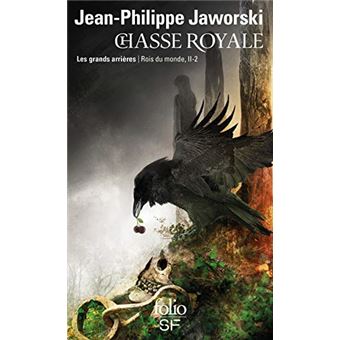 Jean-Philippe Jaworski
CHASSE ROYALE
Les grands arrières | Rois du monde, II-2
folio
SF